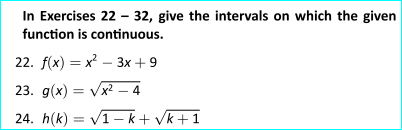 In Exercises 22 – 32, give the intervals on which the given
function is continuous.
22. f(x) = x² – 3x + 9
23. g(x) = √(x² – 4)
24. h(k) = √(1 – k) + √(k + 1)